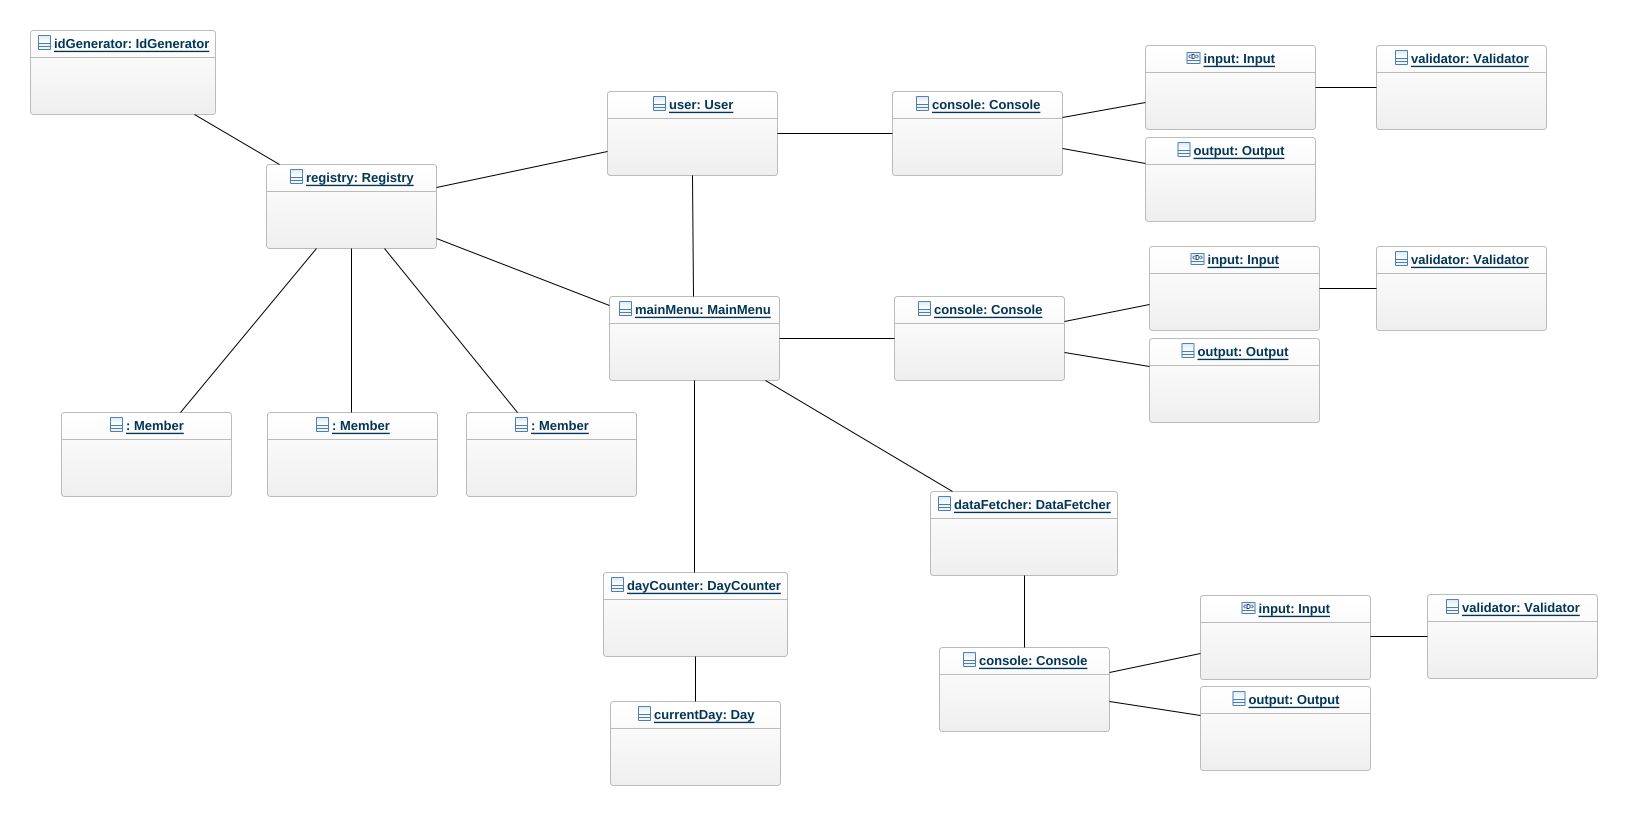 idGenerator: IdGenerator
input: Input
validator: Validator
user: User
console: Console
output: Output
registry: Registry
input: Input
validator: Validator
mainMenu: MainMenu
console: Console
output: Output
: Member
: Member
: Member
dataFetcher: DataFetcher
dayCounter: DayCounter
input: Input
validator: Validator
console: Console
output: Output
currentDay: Day